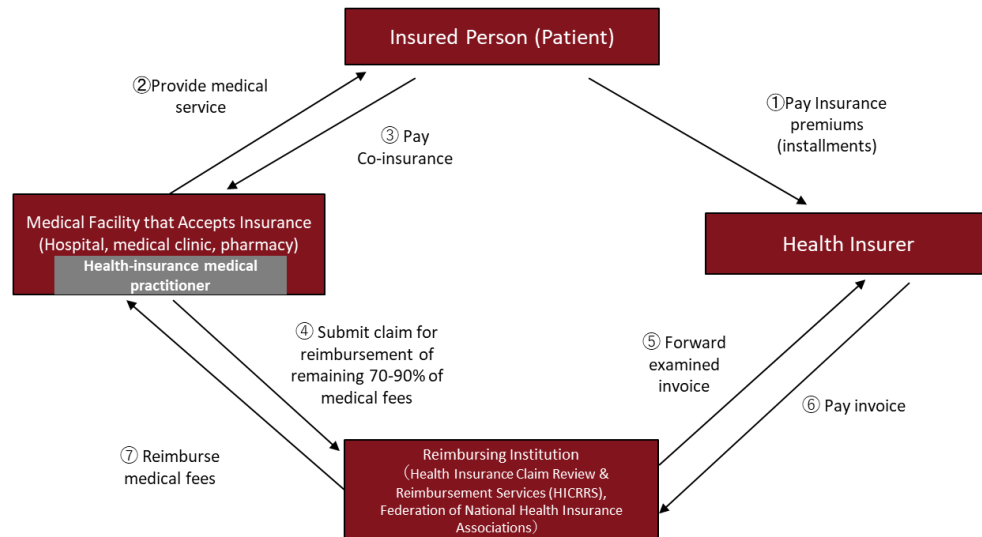 Insured Person (Patient)
②Provide medical
service
①Pay Insurance
premiums
(installments)
③ Pay
Co-insurance
Medical Facility that Accepts Insurance
(Hospital, medical clinic, pharmacy)
Health-insurance medical
practitioner
Health Insurer
④ Submit claim for
reimbursement of
remaining 70-90% of
medical fees
⑤ Forward
examined
invoice
⑥ Pay invoice
⑦ Reimburse
medical fees
Reimbursing Institution
（Health Insurance Claim Review &
Reimbursement Services (HICRRS),
Federation of National Health Insurance
Associations）